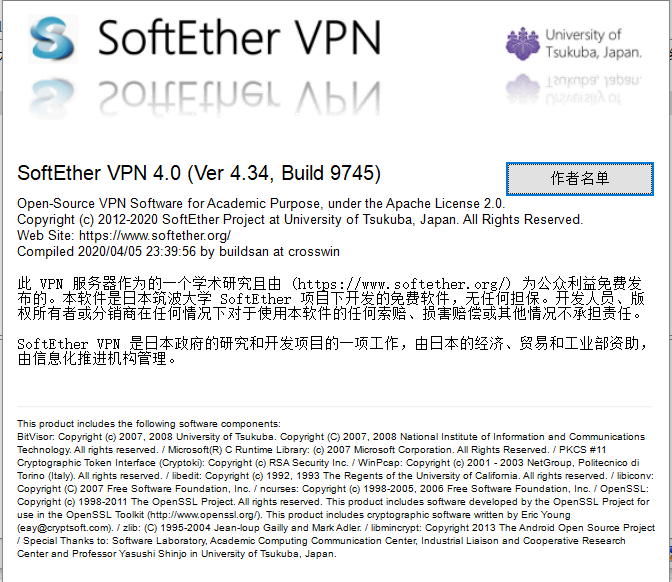 SoftEther VPN
University of
Tsukuba, Japan.
SoftEther VPN 4.0 (Ver 4.34, Build 9745)
作者名单
Open-Source VPN Software for Academic Purpose, under the Apache License 2.0.
Copyright (c) 2012-2020 SoftEther Project at University of Tsukuba, Japan. All Rights Reserved.
Web Site: https://www.softether.org/
Compiled 2020/04/05 23:39:56 by buildsan at crosswin
此 VPN 服务器作为的一个学术研究且由 (https://www.softether.org/) 为公众利益免费发
布的。本软件是日本筑波大学 SoftEther 项目下开发的免费软件，无任何担保。开发人员、版
权所有者或分销商在任何情况下对于使用本软件的任何索赔、损害赔偿或其他情况不承担责任。
SoftEther VPN 是日本政府的研究和开发项目的一项工作，由日本的经济、贸易和工业部资助，
由信息化推进机构管理。
This product includes the following software components:
BitVisor: Copyright (c) 2007, 2008 University of Tsukuba. Copyright (C) 2007, 2008 National Institute of Information and Communications
Technology. All rights reserved. / Microsoft(R) C Runtime Library: (c) 2007 Microsoft Corporation. All Rights Reserved. / PKCS #11
Cryptographic Token Interface (Cryptoki): Copyright (c) RSA Security Inc. / WinPcap: Copyright (c) 2001 - 2003 NetGroup, Politecnico di
Torino (Italy). All rights reserved. / libedit: Copyright (c) 1992, 1993 The Regents of the University of California. All rights reserved. / libiconv:
Copyright (C) 2007 Free Software Foundation, Inc. / ncurses: Copyright (c) 1998-2005, 2006 Free Software Foundation, Inc. / OpenSSL:
Copyright (c) 1998-2011 The OpenSSL Project. All rights reserved. This product includes software developed by the OpenSSL Project for
use in the OpenSSL Toolkit (http://www.openssl.org/). This product includes cryptographic software written by Eric Young
(eay@cryptsoft.com). / zlib: (C) 1995-2004 Jean-loup Gailly and Mark Adler. / libmincrypt: Copyright 2013 The Android Open Source Project
/ Special Thanks to: Software Laboratory, Academic Computing Communication Center, Industrial Liaison and Cooperative Research
Center and Professor Yasushi Shinjo in University of Tsukuba, Japan.